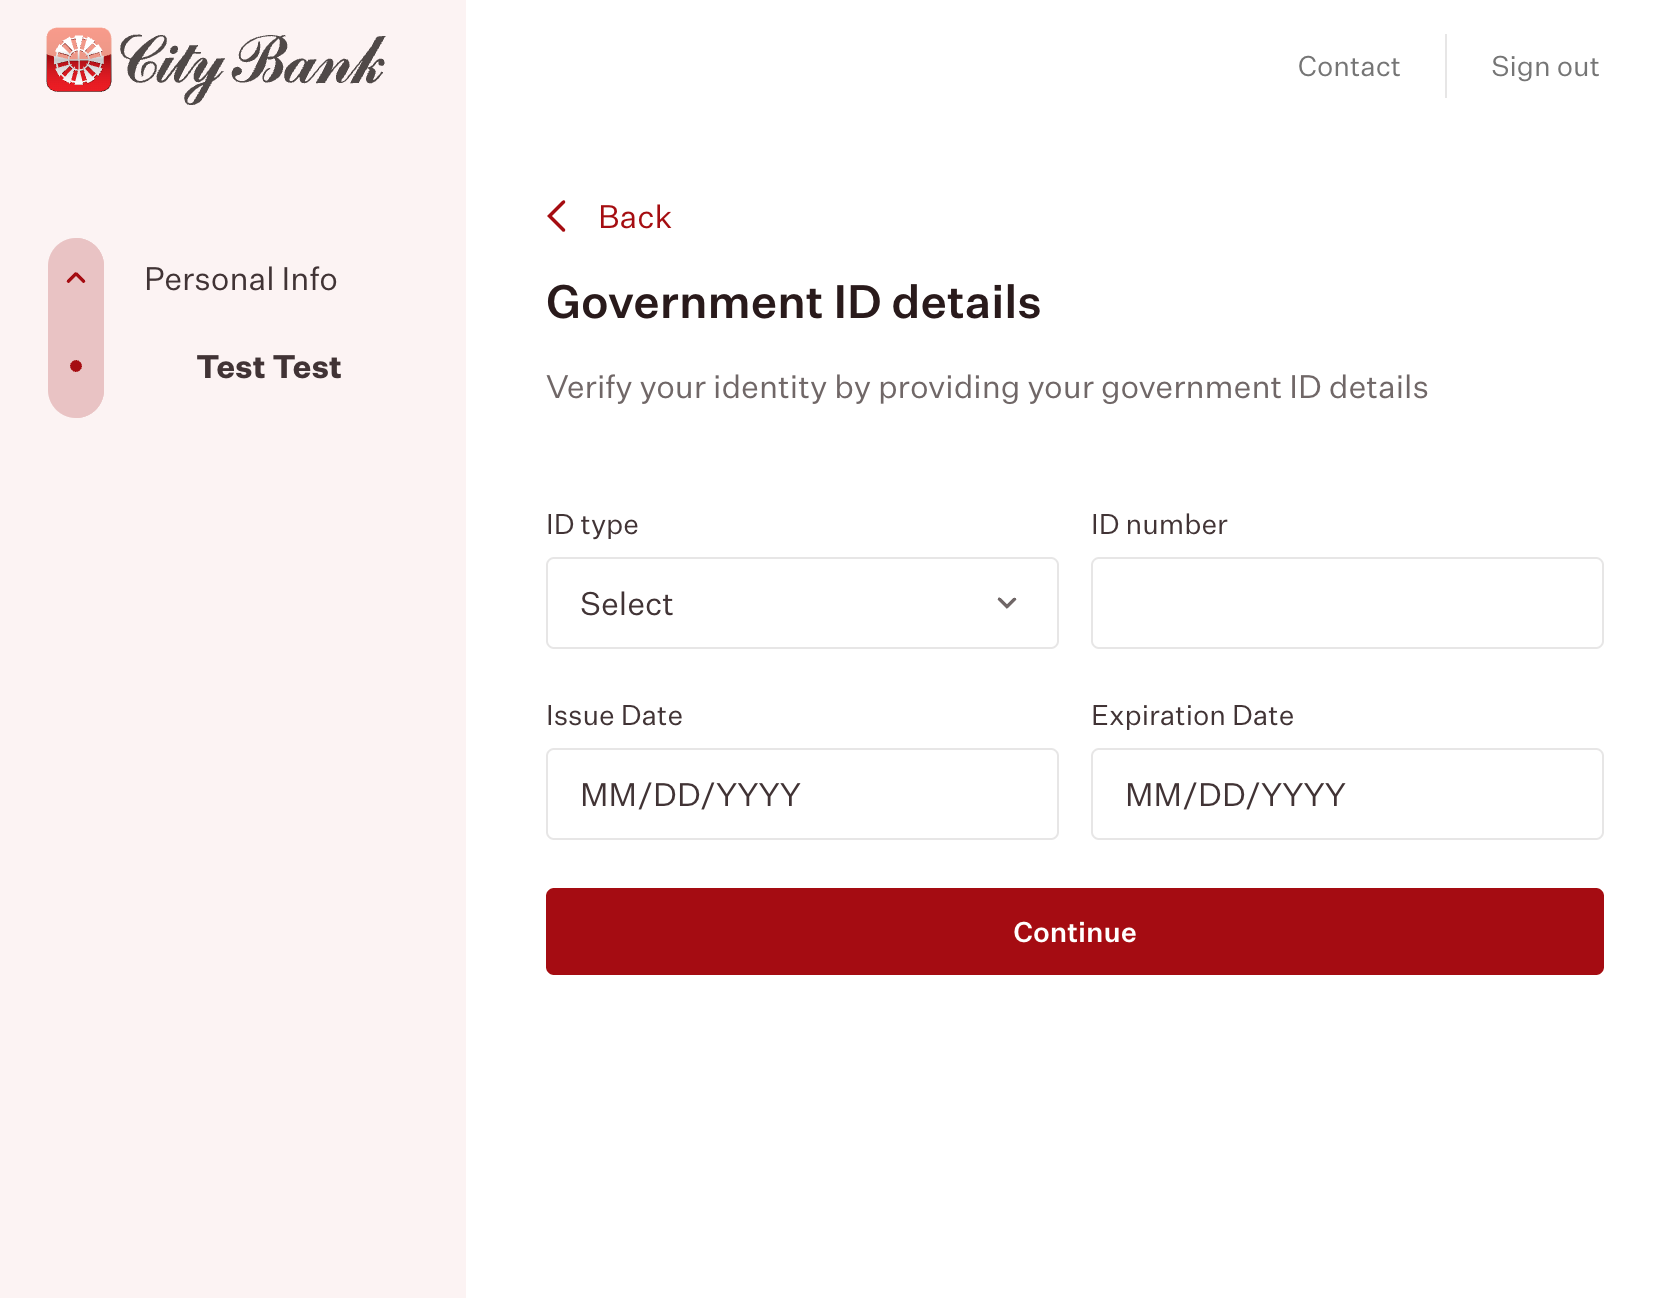 City Bank
Contact
Sign out
Personal Info
Test Test
Back
Government ID details
Verify your identity by providing your government ID details
ID type
ID number
Select
Issue Date
Expiration Date
MM/DD/YYYY
MM/DD/YYYY
Continue